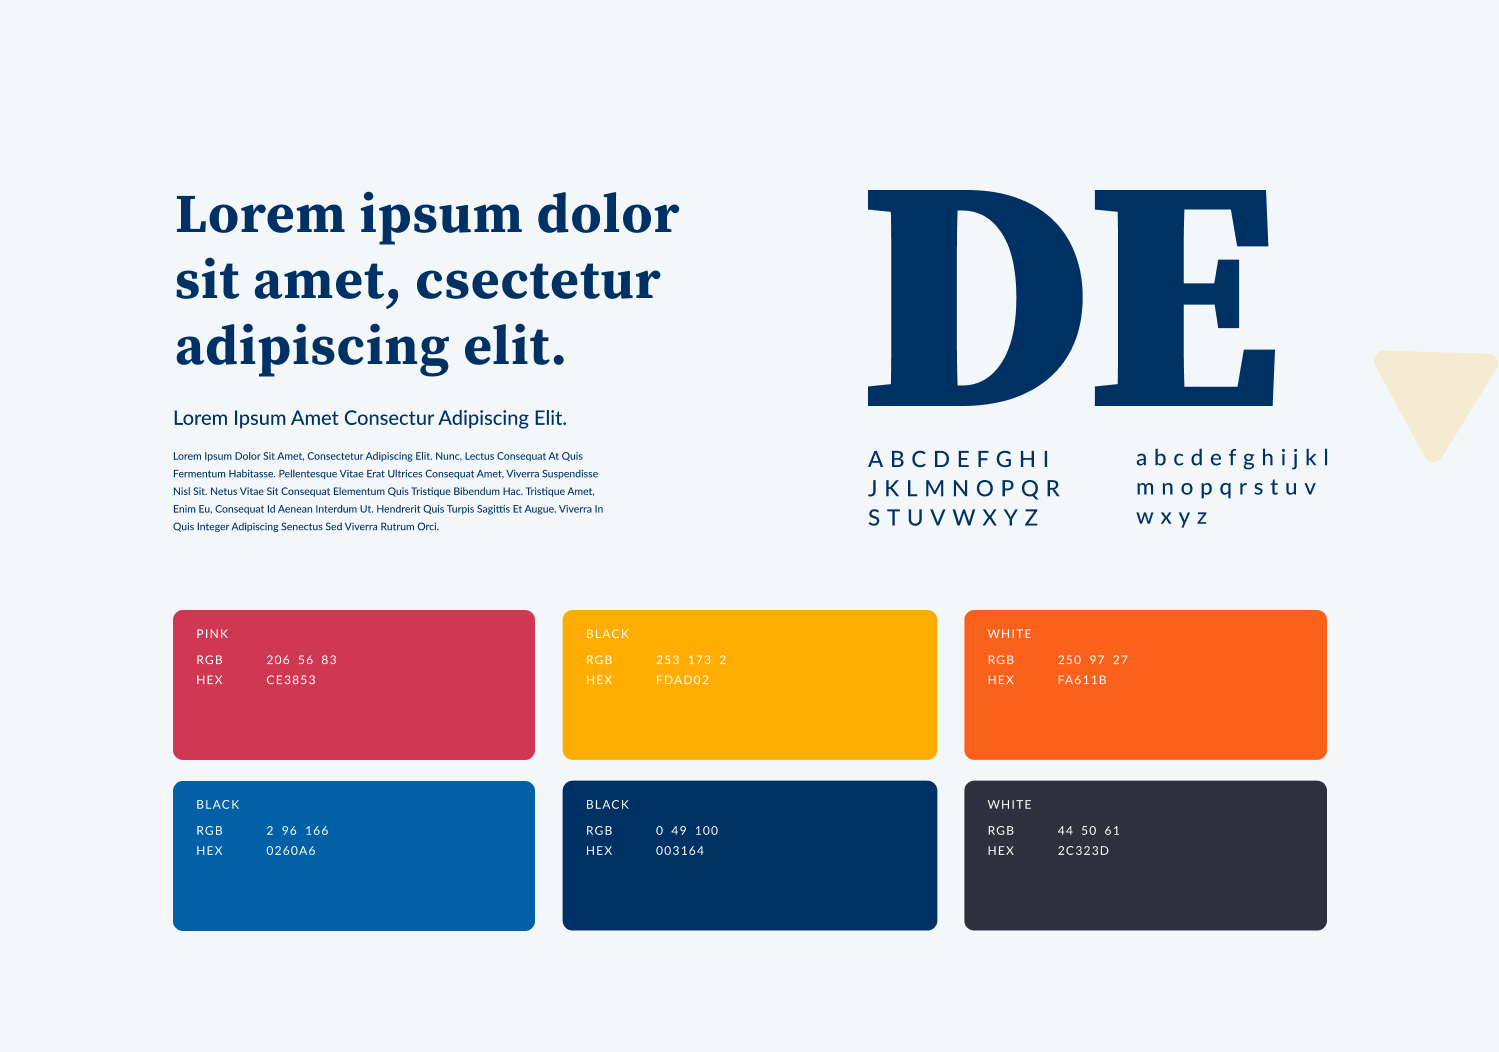 Lorem ipsum dolor
sit amet, csectetur
adipiscing elit.
Lorem Ipsum Amet Consectur Adipiscing Elit.
Lorem Ipsum Dolor Sit Amet, Consectetur Adipiscing Elit. Nunc, Lectus Consequat At Quis
Fermentum Habitasse. Pellentesque Vitae Erat Ultrices Consequat Amet, Viverra Suspendisse
Nisl Sit. Netus Vitae Sit Consequat Elementum Quis Tristique Bibendum Hac. Tristique Amet,
Enim Eu, Consequat Id Aenean Interdum Ut. Hendrerit Quis Turpis Sagittis Et Augue. Viverra In
Quis Integer Adipiscing Senectus Sed Viverra Rutrum Orci.
DE
A B C D E F G H I
J K L M N O P Q R
S T U V W X Y Z
a b c d e f g h i j k l
m n o p q r s t u v
w x y z
PINK
RGB 206 56 83
HEX CE3853
BLACK
RGB 253 173 2
HEX FDAD02
WHITE
RGB 250 97 27
HEX FA611B
BLACK
RGB 2 96 166
HEX 0260A6
BLACK
RGB 0 49 100
HEX 003164
WHITE
RGB 44 50 61
HEX 2C323D